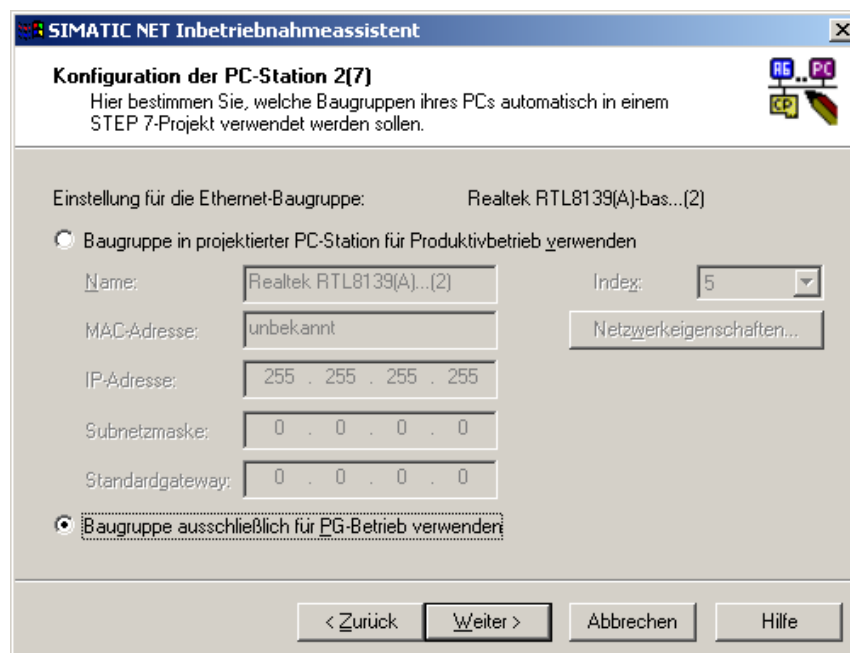 SIMATIC NET Inbetriebnahmeassistent
Konfiguration der PC-Station 2(7)
Hier bestimmen Sie, welche Baugruppen ihres PCs automatisch in einem
STEP 7-Projekt verwendet werden sollen.
AG .. PC
CP
Einstellung für die Ethernet-Baugruppe: Realtek RTL8139(A)-bas...(2)
Baugruppe in projektierter PC-Station für Produktivbetrieb verwenden
Name: Realtek RTL8139(A)...(2) Index: 5
MAC-Adresse: unbekannt Netzwerkeigenschaften...
IP-Adresse: 255 . 255 . 255 . 255
Subnetzmaske: 0 . 0 . 0 . 0
Standardgateway: 0 . 0 . 0 . 0
Baugruppe ausschließlich für PG-Betrieb verwenden
< Zurück Weiter > Abbrechen Hilfe